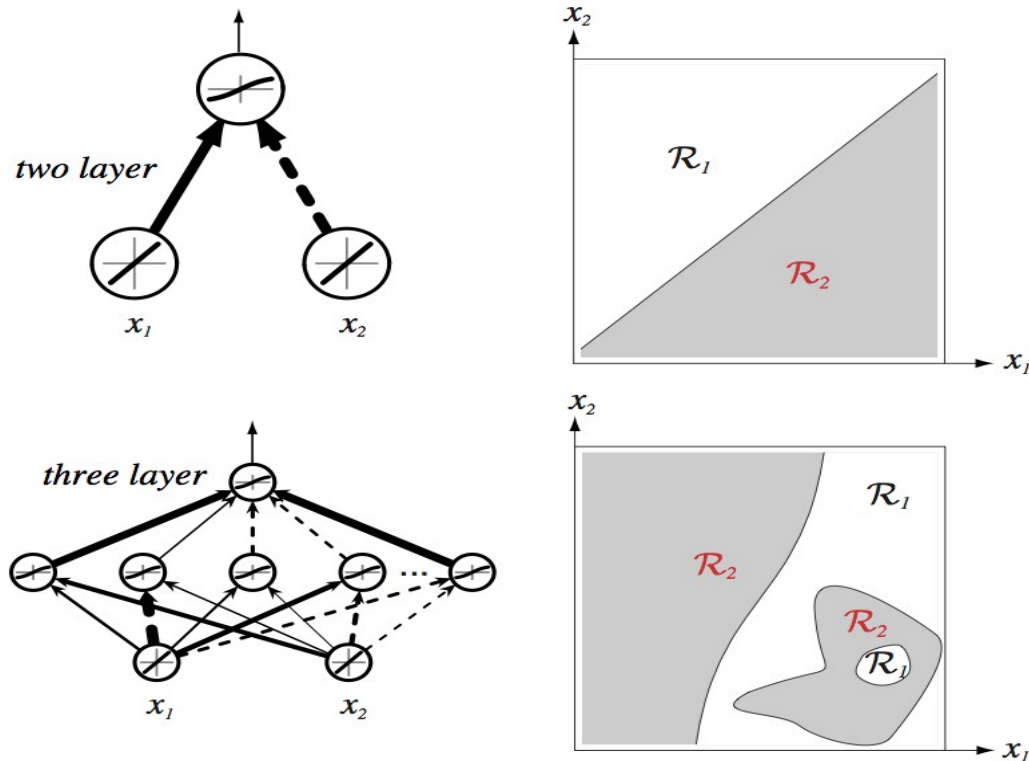 x₂
two layer
R₁
R₂
x₁ x₂
x₁
x₂
three layer
R₁
R₂
...
R₂
R₁
x₁ x₂
x₁